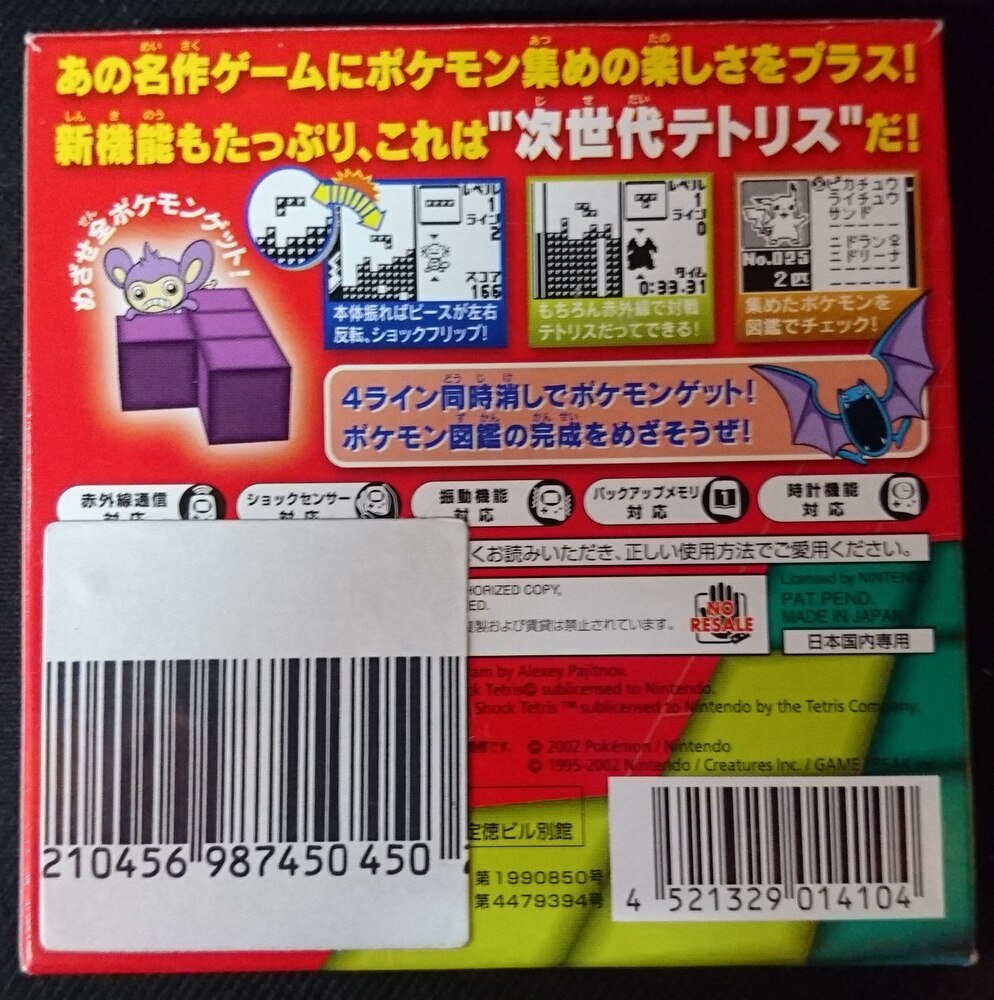 あの名作ゲームにポケモン集めの楽しさをプラス!
新機能もたっぷり、これは"次世代テトリス"だ!
めざせ全ポケモンゲット!
レベル
1
ライン
2
スコア
166
本体振ればピースが左右
反転、ショックフリップ!
レベル
1
ライン
0
タイム
0:33.31
もちろん赤外線で対戦
テトリスだってできる!
ピカチュウ
ライチュウ
サンド
ニドラン♀
ニドリーナ
No.025
2匹
集めたポケモンを
図鑑でチェック!
4ライン同時消しでポケモンゲット!
ポケモン図鑑の完成をめざそうぜ!
赤外線通信
対応
ショックセンサー
対応
振動機能
対応
バックアップメモリ
対応
1
時計機能
対応
くお読みいただき、正しい使用方法でご愛用ください。
HORIZED COPY,
ED.
製および賃貸は禁止されています。
NO
RESALE
Licensed by NINTEN
PAT. PEND.
MADE IN JAPAN
日本国内専用
ram by Alexey Pajitnov.
ck Tetris© sublicensed to Nintendo.
Shock Tetris ™ sublicensed to Nintendo by the Tetris Company.
標です。
© 2002 Pokémon / Nintendo
© 1995-2002 Nintendo / Creatures Inc. / GAME FREAK inc.
定徳ビル別館
第1990850号
第4479394号
210456 987450 450
4 521329 014104